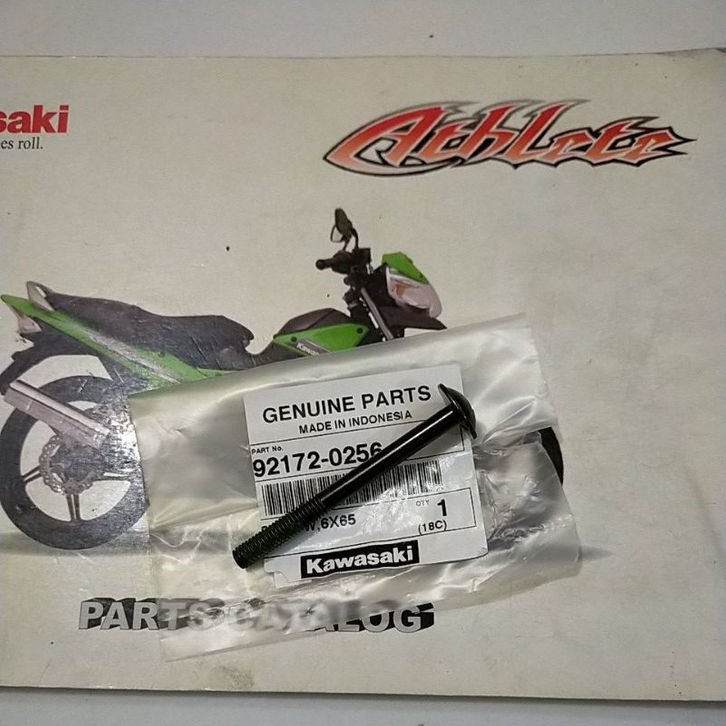 saki
es roll.
Athlete
Kawasaki
GENUINE PARTS
MADE IN INDONESIA
PART No.
92172-0256
W,6X65
QTY 1
(18C)
Kawasaki
PARTS CATALOG